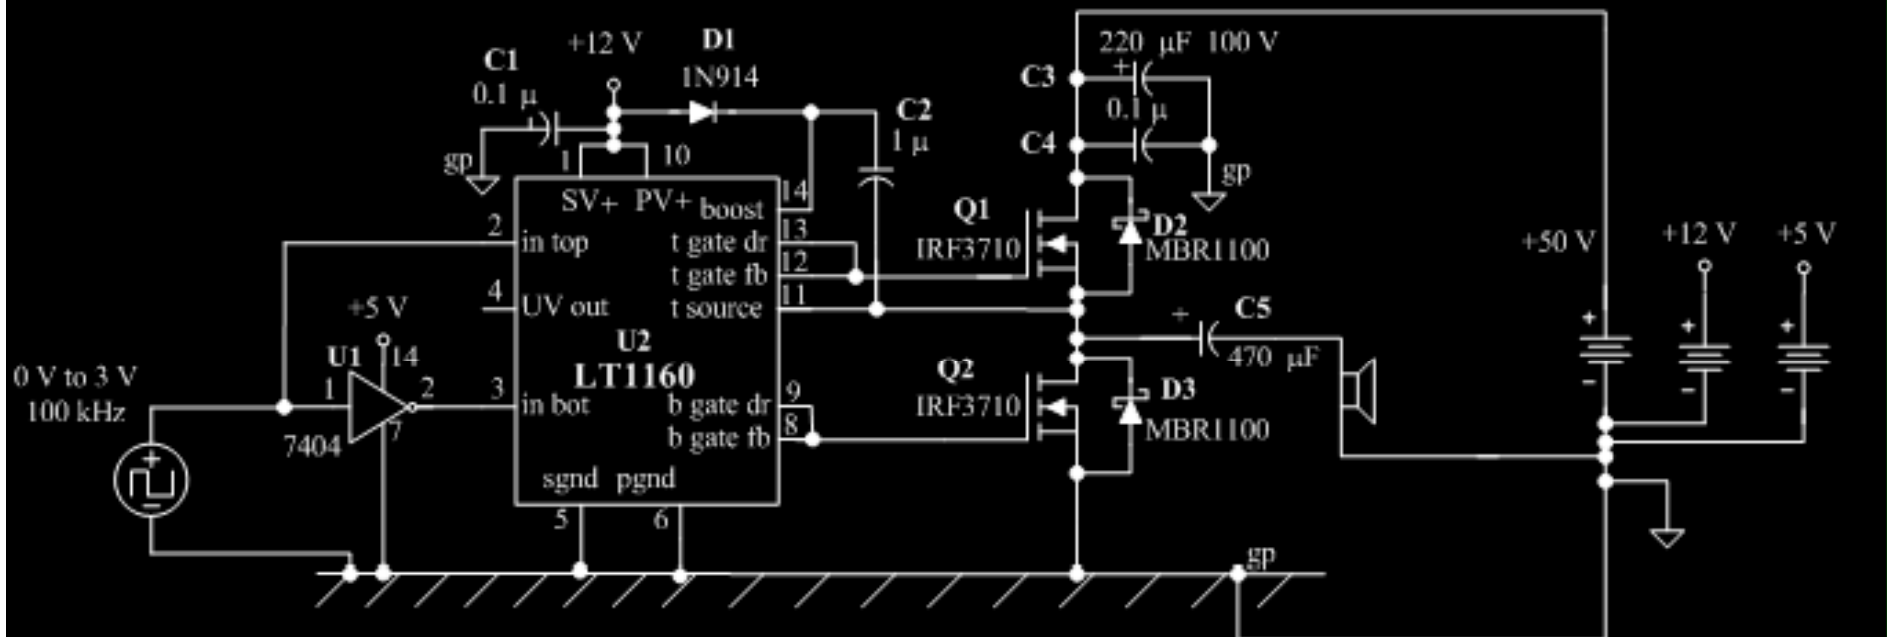 +12 V
D1
1N914
C1
0.1 µ
C2
1 µ
gp
1
10
SV+
PV+
boost
14
2
in top
t gate dr
13
t gate fb
12
4
UV out
t source
11
U2
LT1160
+5 V
U1
14
1
2
7404
7
3
in bot
b gate dr
9
b gate fb
8
sgnd
pgnd
5
6
0 V to 3 V
100 kHz
+
−
220 µF 100 V
C3
+
0.1 µ
C4
gp
Q1
IRF3710
D2
MBR1100
+
C5
470 µF
Q2
IRF3710
D3
MBR1100
gp
+50 V
+12 V
+5 V
+
+
+
−
−
−